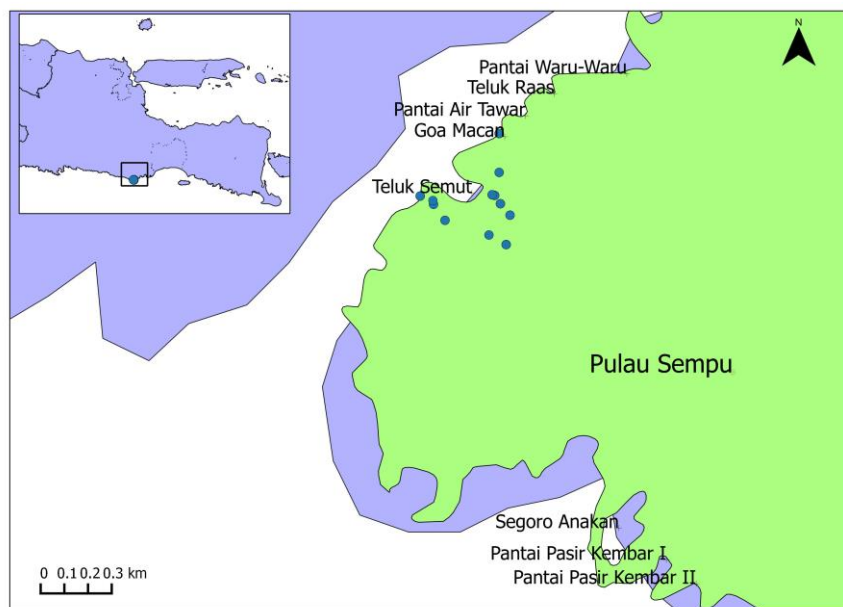 N
Pantai Waru-Waru
Teluk Raas
Pantai Air Tawar
Goa Macan
Teluk Semut
Pulau Sempu
Segoro Anakan
Pantai Pasir Kembar I
Pantai Pasir Kembar II
0 0.1 0.2 0.3 km